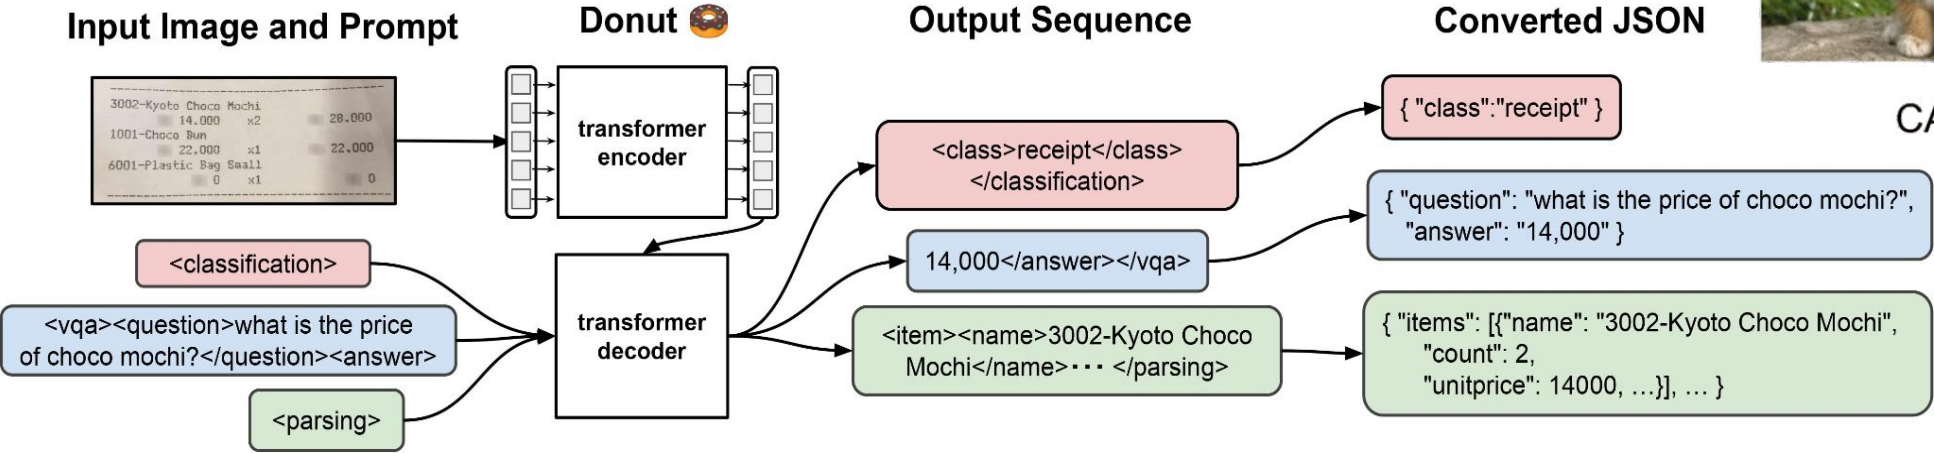 Input Image and Prompt
Donut
Output Sequence
Converted JSON
3002-Kyoto Choco Mochi
14.000 x2 28.000
1001-Choco Bun
22.000 x1 22.000
6001-Plastic Bag Small
0 x1 0
transformer
encoder
<classification>
<vqa><question>what is the price
of choco mochi?</question><answer>
<parsing>
transformer
decoder
<class>receipt</class>
</classification>
14,000</answer></vqa>
<item><name>3002-Kyoto Choco
Mochi</name>··· </parsing>
{ "class":"receipt" }
{ "question": "what is the price of choco mochi?",
"answer": "14,000" }
{ "items": [{"name": "3002-Kyoto Choco Mochi",
"count": 2,
"unitprice": 14000, …}], … }
CA